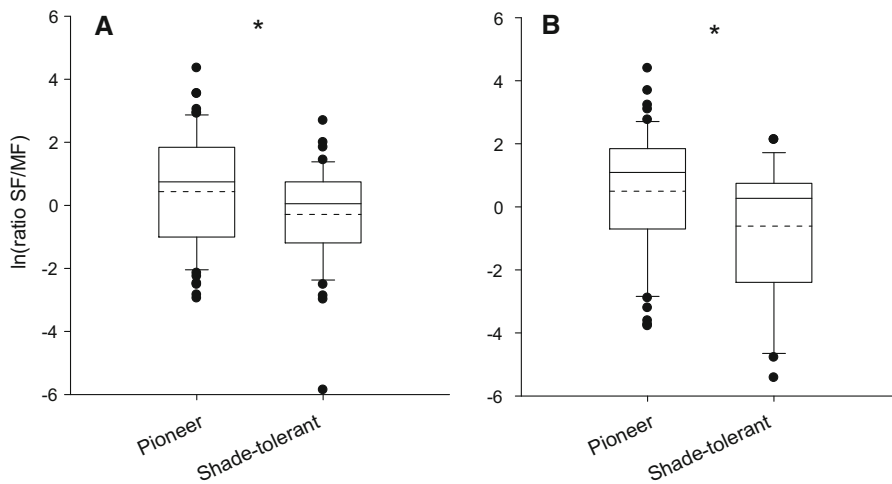 A
*
ln(ratio SF/MF)
6
4
2
0
-2
-4
-6
Pioneer
Shade-tolerant
B
*
6
4
2
0
-2
-4
-6
Pioneer
Shade-tolerant